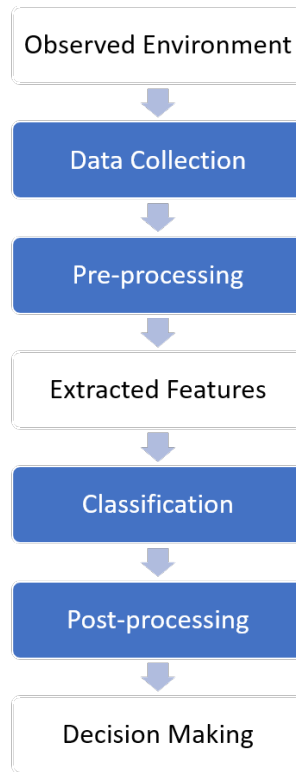 Observed Environment
Data Collection
Pre-processing
Extracted Features
Classification
Post-processing
Decision Making